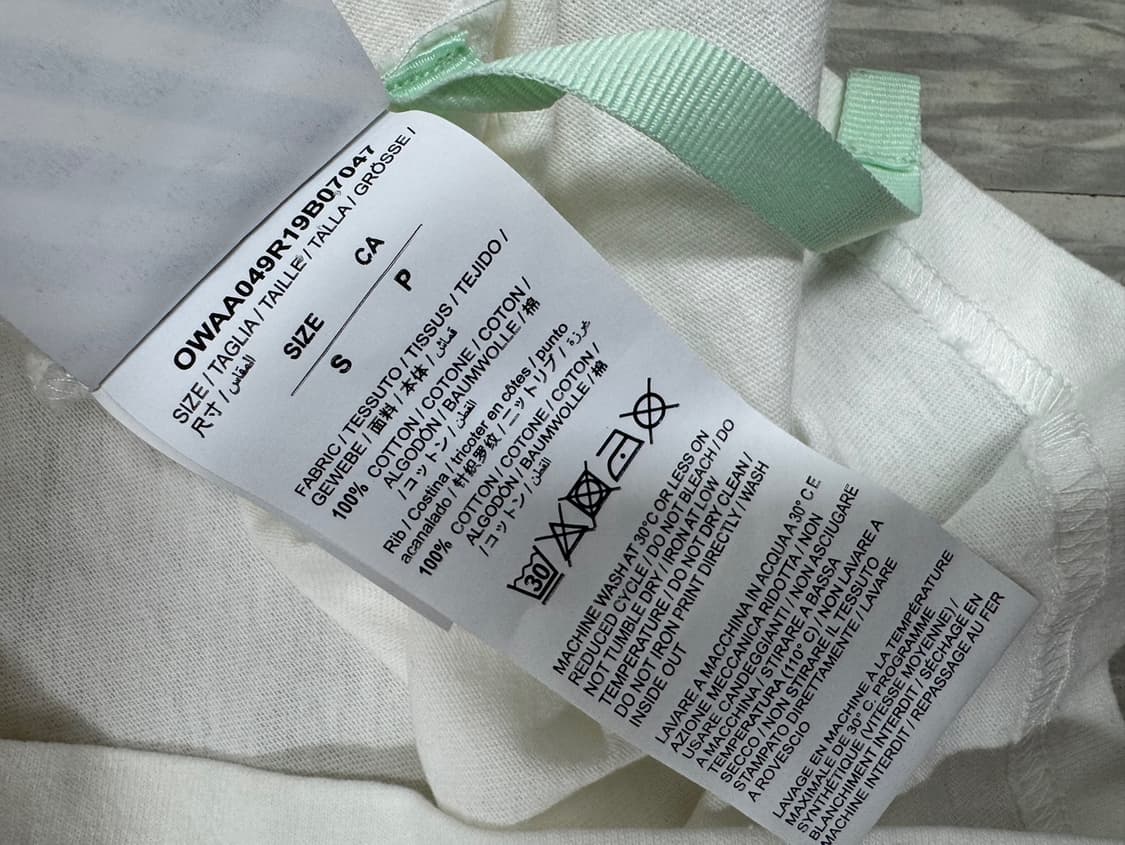 OWAA049R19B07047
SIZE / TAGLIA / TAILLE / TALLA / GRÖSSE /
尺寸 / المقاس
SIZE CA
S P
FABRIC / TESSUTO / TISSUS / TEJIDO /
GEWEBE / 面料 / 本体 / قماش
100% COTTON / COTONE / COTON /
ALGODÓN / BAUMWOLLE / 棉
/ コットン / القطن
Rib / Costina / tricoter en côtes / punto
acanalado / 针织罗纹 / ニットリブ / غرزة
100% COTTON / COTONE / COTON /
ALGODÓN / BAUMWOLLE / 棉
/ コットン / القطن
30
MACHINE WASH AT 30°C OR LESS ON
REDUCED CYCLE / DO NOT BLEACH / DO
NOT TUMBLE DRY / IRON AT LOW
TEMPERATURE / DO NOT DRY CLEAN /
DO NOT IRON PRINT DIRECTLY / WASH
INSIDE OUT
LAVARE A MACCHINA IN ACQUA A 30° C E
AZIONE MECCANICA RIDOTTA / NON
USARE CANDEGGIANTI / NON ASCIUGARE
A MACCHINA / STIRARE A BASSA
TEMPERATURA (110° C) / NON LAVARE A
SECCO / NON STIRARE IL TESSUTO
STAMPATO DIRETTAMENTE / LAVARE
A ROVESCIO
LAVAGE EN MACHINE À LA TEMPÉRATURE
MAXIMALE DE 30° C, PROGRAMME
SYNTHÉTIQUE (VITESSE MOYENNE) /
BLANCHIMENT INTERDIT / SÉCHAGE EN
MACHINE INTERDIT / REPASSAGE AU FER